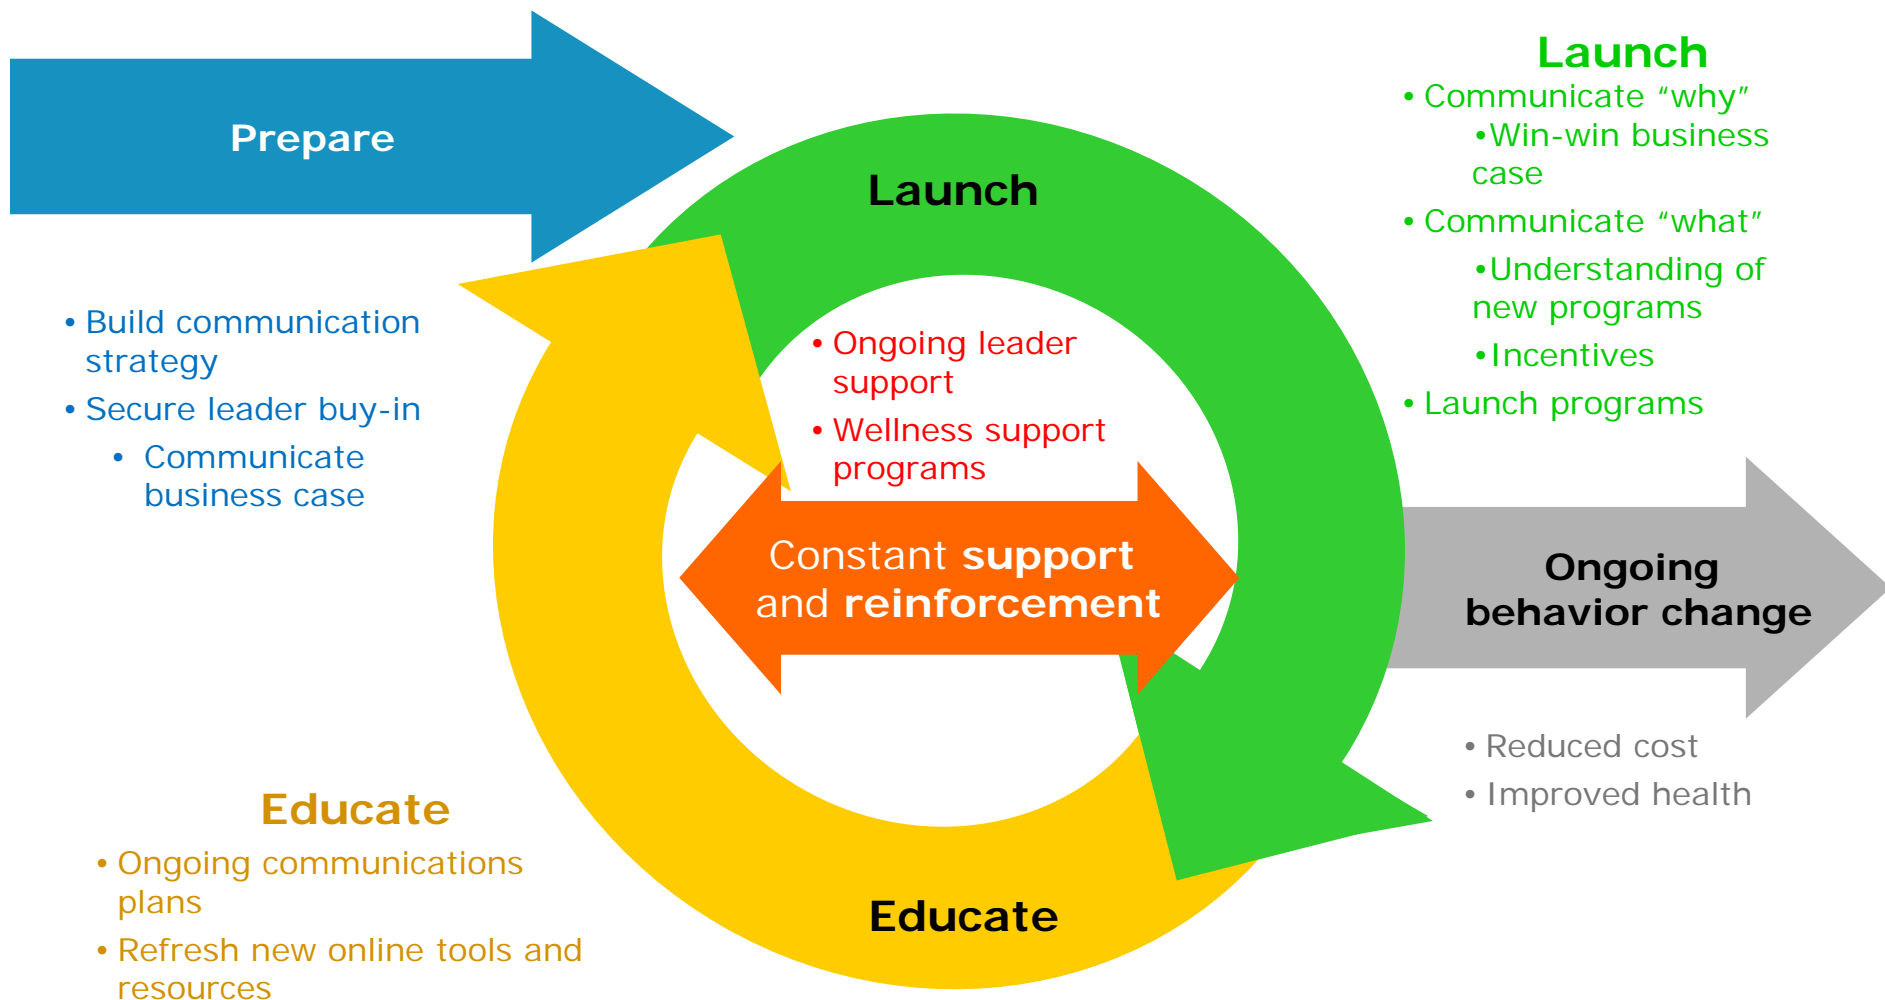 Prepare
• Build communication
strategy
• Secure leader buy-in
• Communicate
business case
Launch
Launch
• Communicate “why”
•Win-win business
case
• Communicate “what”
•Understanding of
new programs
•Incentives
• Launch programs
• Ongoing leader
support
• Wellness support
programs
Constant support
and reinforcement
Ongoing
behavior change
• Reduced cost
• Improved health
Educate
• Ongoing communications
plans
• Refresh new online tools and
resources
Educate